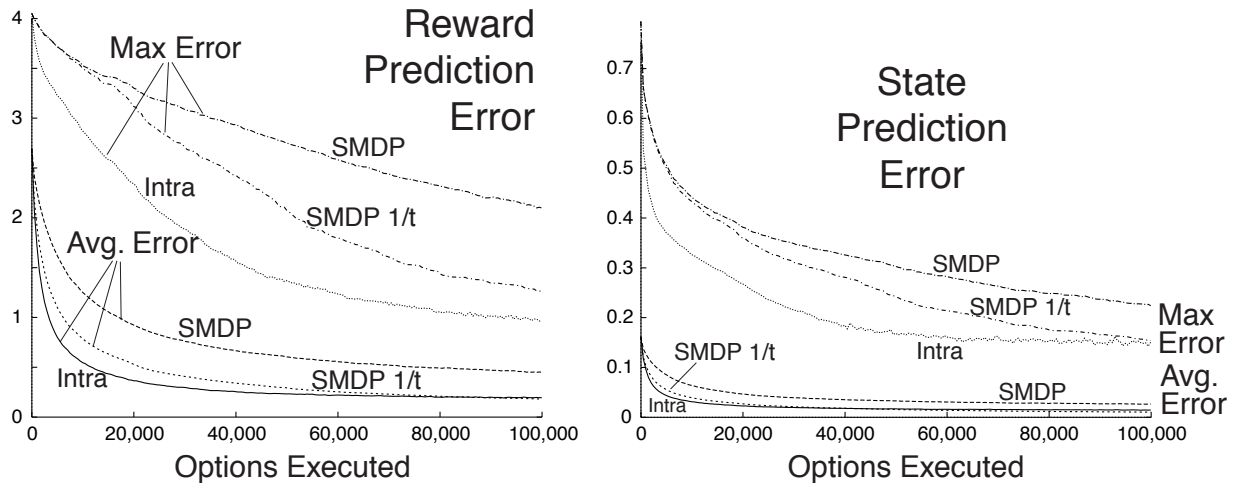 4
3
2
1
0
Reward
Prediction
Error
Max Error
SMDP
Intra
SMDP 1/t
Avg. Error
SMDP
SMDP 1/t
Intra
0 20,000 40,000 60,000 80,000 100,000
Options Executed
0.7
0.6
0.5
0.4
0.3
0.2
0.1
0
State
Prediction
Error
SMDP
SMDP 1/t
Intra
Max
Error
SMDP 1/t
SMDP
Intra
Avg.
Error
0 20,000 40,000 60,000 80,000 100,000
Options Executed